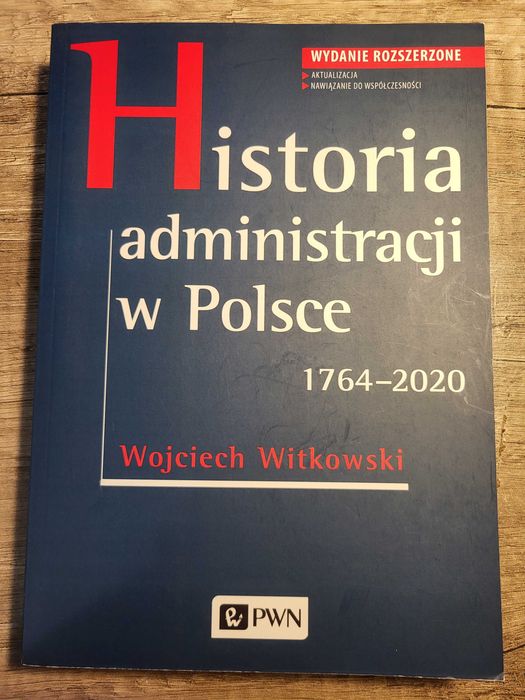 WYDANIE ROZSZERZONE
AKTUALIZACJA
NAWIĄZANIE DO WSPÓŁCZESNOŚCI
Historia
administracji
w Polsce
1764–2020
Wojciech Witkowski
PWN